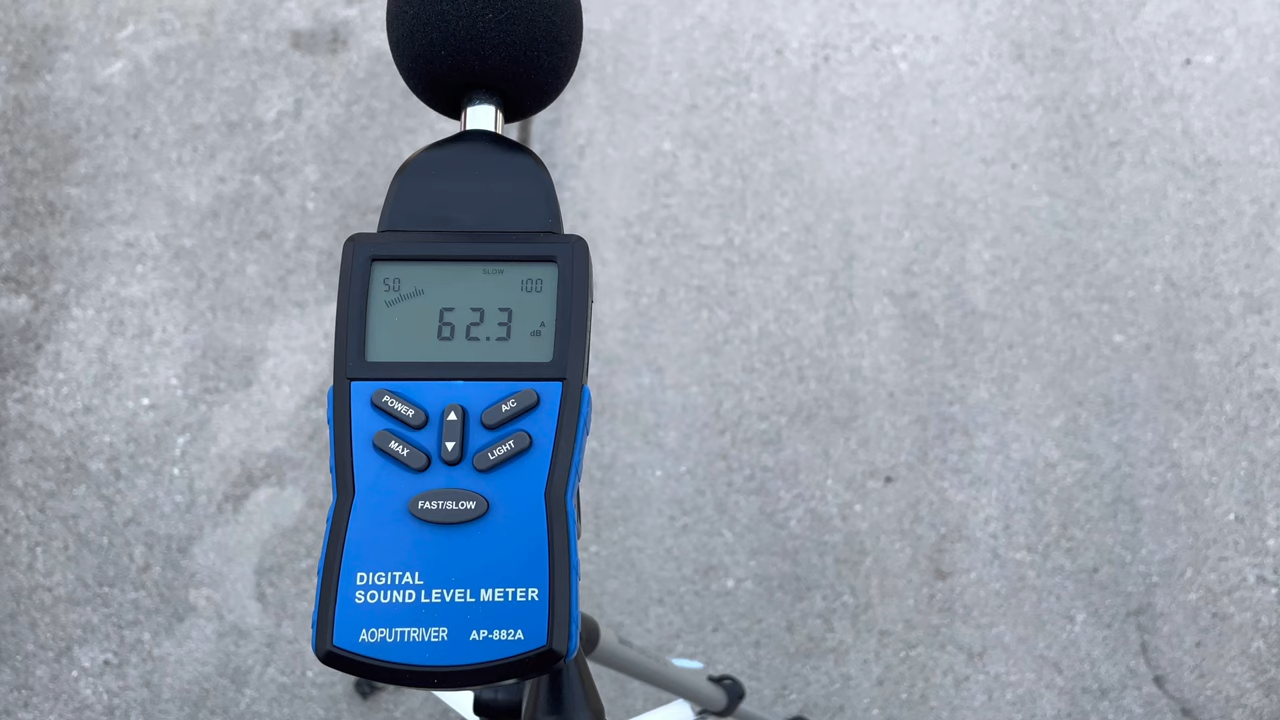 SLOW
50 100
62.3 A
dB
POWER A/C
▲
▼
MAX LIGHT
FAST/SLOW
DIGITAL
SOUND LEVEL METER
AOPUTTRIVER AP-882A